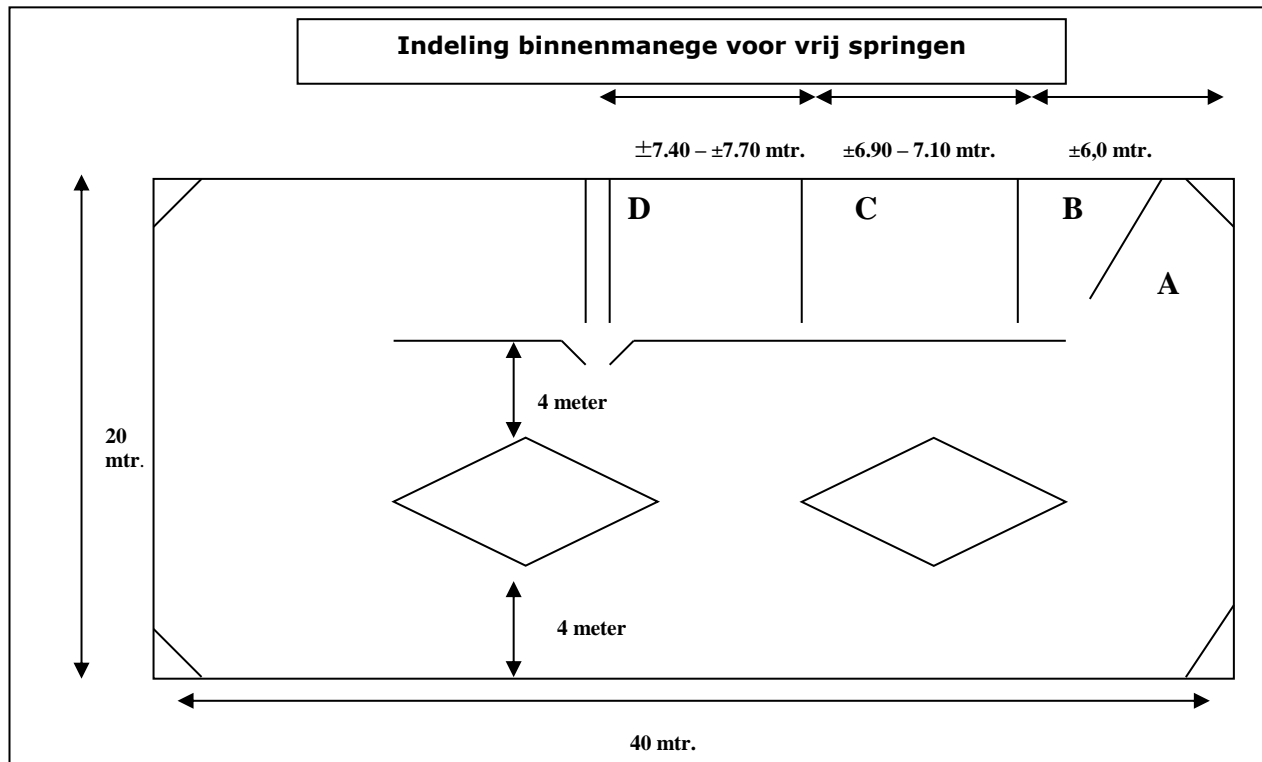 Indeling binnenmanege voor vrij springen
±7.40 – ±7.70 mtr. ±6.90 – 7.10 mtr. ±6,0 mtr.
D C B
A
4 meter
20
mtr.
4 meter
40 mtr.